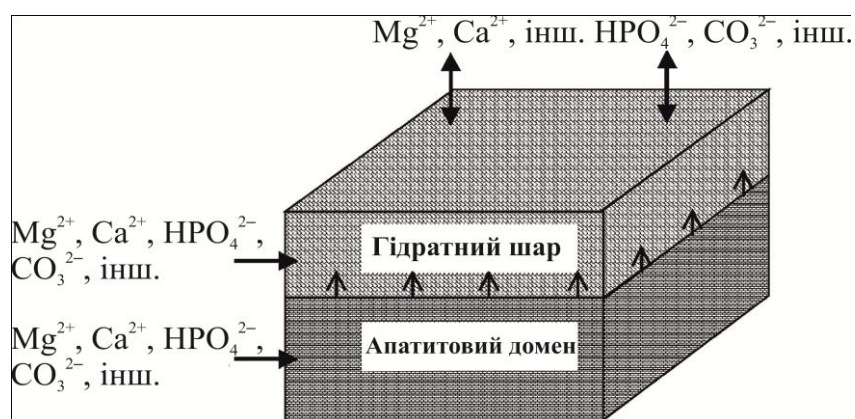 Mg²⁺, Ca²⁺, інш. HPO₄²⁻, CO₃²⁻, інш.
Mg²⁺, Ca²⁺, HPO₄²⁻,
CO₃²⁻, інш.
Гідратний шар
Mg²⁺, Ca²⁺, HPO₄²⁻,
CO₃²⁻, інш.
Апатитовий домен